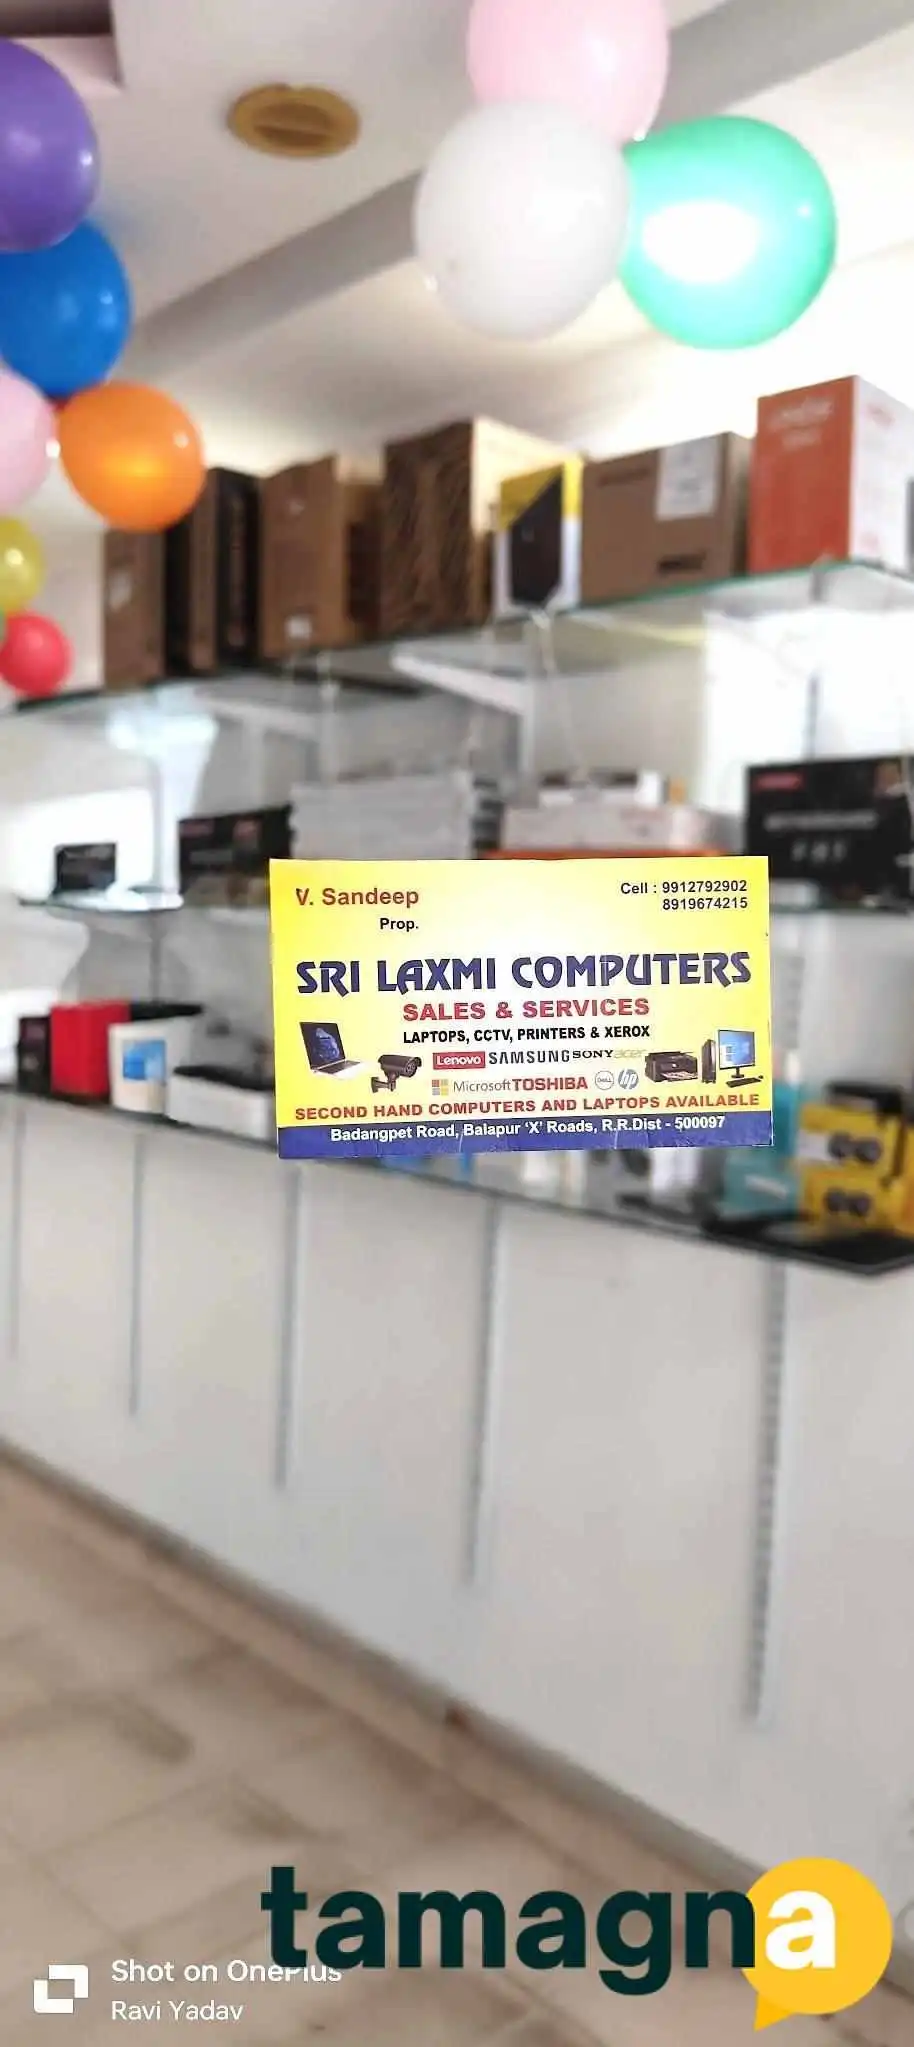 V. Sandeep
Prop.
Cell : 9912792902
8919674215
SRI LAXMI COMPUTERS
SALES & SERVICES
LAPTOPS, CCTV, PRINTERS & XEROX
Lenovo SAMSUNG SONY acer
Microsoft TOSHIBA DELL hp
SECOND HAND COMPUTERS AND LAPTOPS AVAILABLE
Badangpet Road, Balapur 'X' Roads, R.R.Dist - 500097
tamagna
Shot on OnePlus
Ravi Yadav